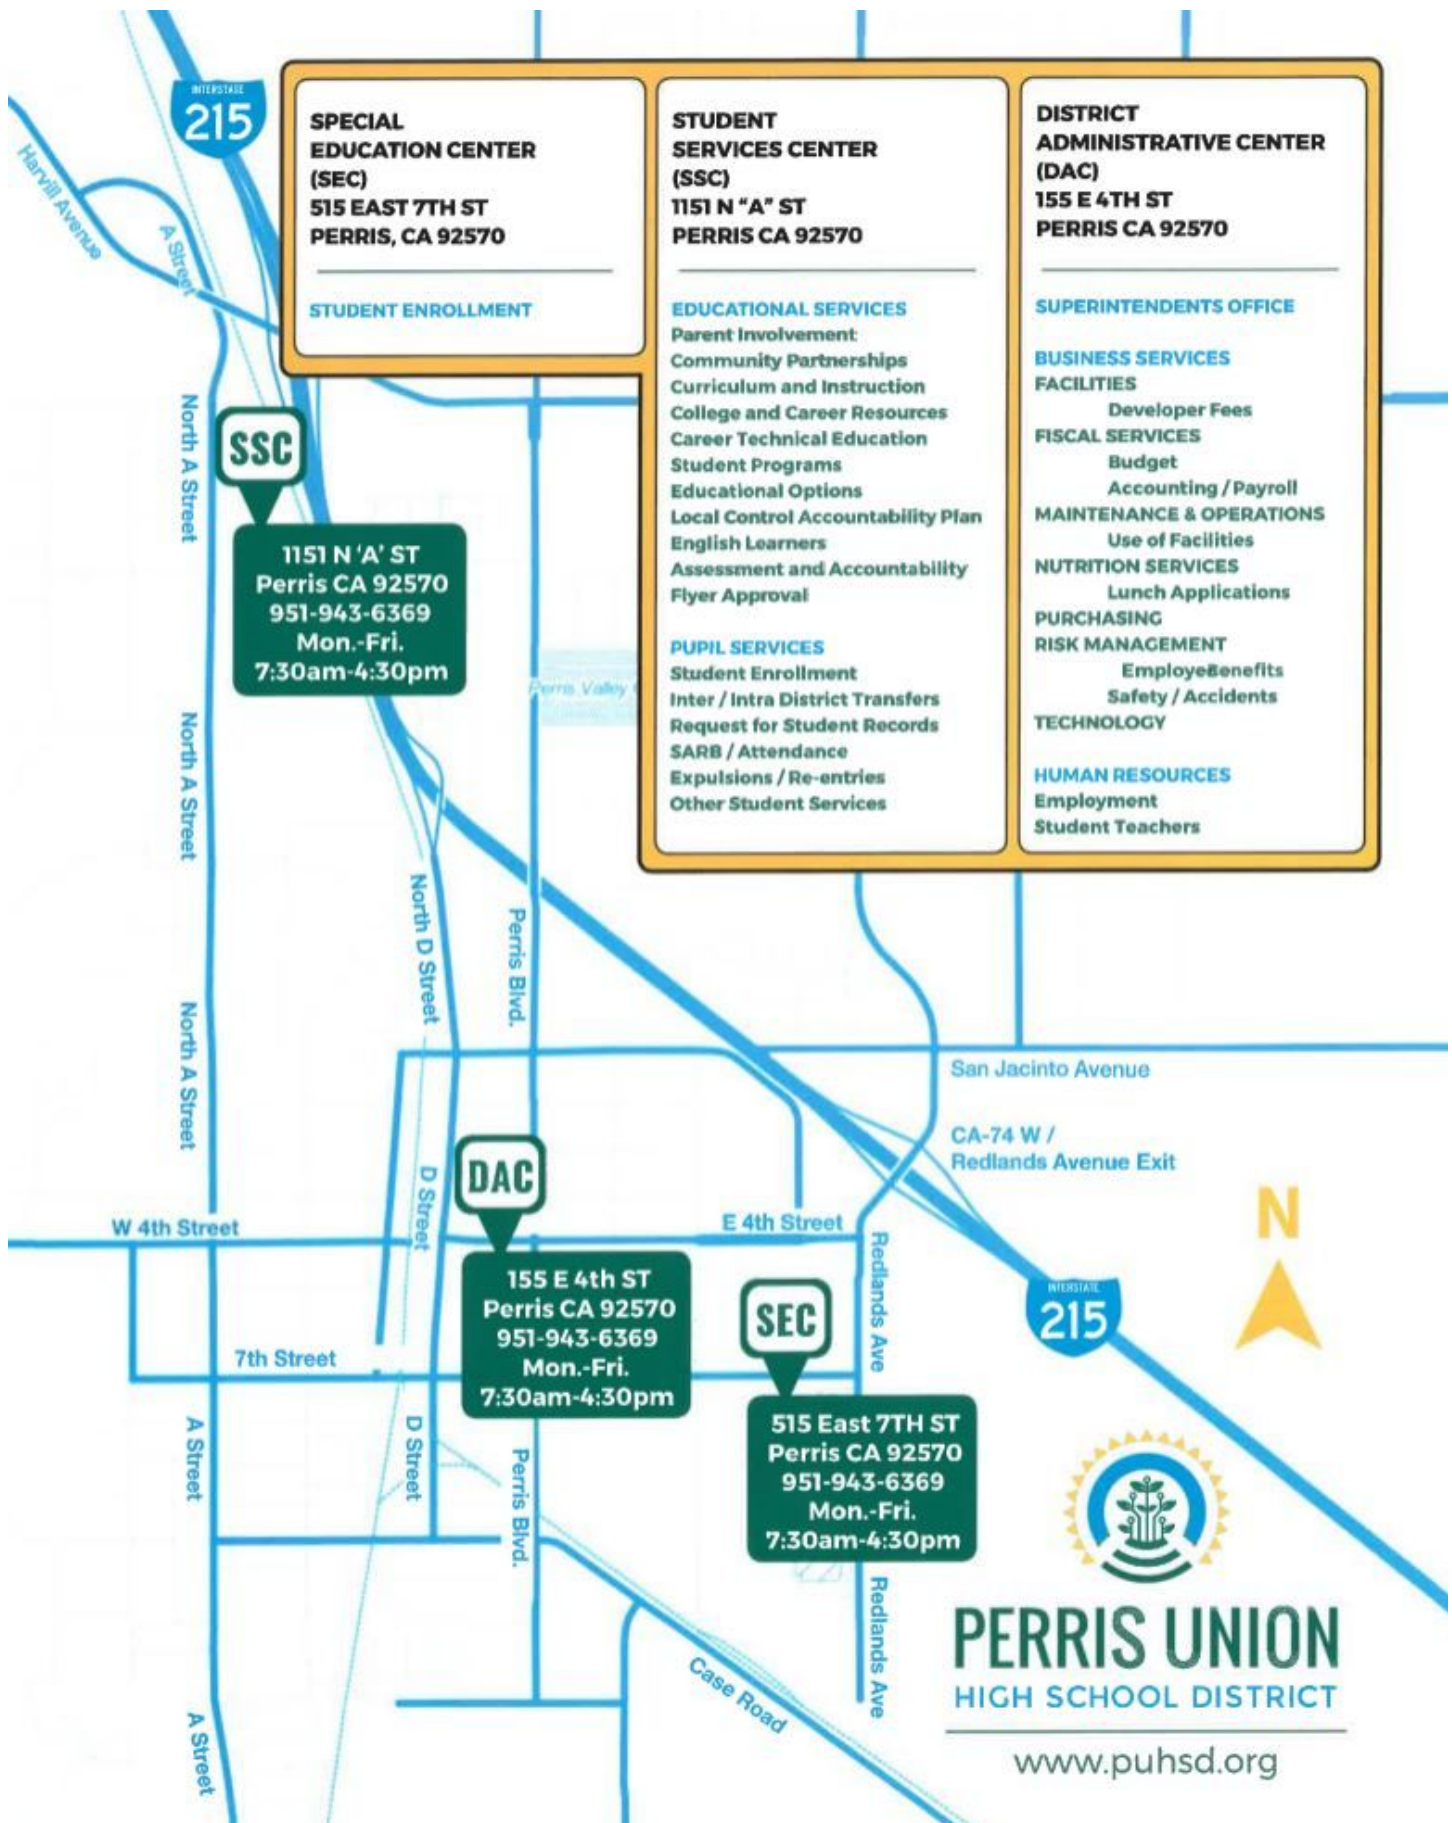 INTERSTATE
215
Harvill Avenue
A Street
SPECIAL
EDUCATION CENTER
(SEC)
515 EAST 7TH ST
PERRIS, CA 92570
STUDENT ENROLLMENT
STUDENT
SERVICES CENTER
(SSC)
1151 N “A” ST
PERRIS CA 92570
EDUCATIONAL SERVICES
Parent Involvement
Community Partnerships
Curriculum and Instruction
College and Career Resources
Career Technical Education
Student Programs
Educational Options
Local Control Accountability Plan
English Learners
Assessment and Accountability
Flyer Approval
PUPIL SERVICES
Student Enrollment
Inter / Intra District Transfers
Request for Student Records
SARB / Attendance
Expulsions / Re-entries
Other Student Services
DISTRICT
ADMINISTRATIVE CENTER
(DAC)
155 E 4TH ST
PERRIS CA 92570
SUPERINTENDENTS OFFICE
BUSINESS SERVICES
FACILITIES
Developer Fees
FISCAL SERVICES
Budget
Accounting / Payroll
MAINTENANCE & OPERATIONS
Use of Facilities
NUTRITION SERVICES
Lunch Applications
PURCHASING
RISK MANAGEMENT
EmployeBenefits
Safety / Accidents
TECHNOLOGY
HUMAN RESOURCES
Employment
Student Teachers
North A Street
SSC
1151 N ‘A’ ST
Perris CA 92570
951-943-6369
Mon.-Fri.
7:30am-4:30pm
Perris Valley
North A Street
North D Street
Perris Blvd.
North A Street
San Jacinto Avenue
CA-74 W /
Redlands Avenue Exit
D Street
DAC
W 4th Street
E 4th Street
155 E 4th ST
Perris CA 92570
951-943-6369
Mon.-Fri.
7:30am-4:30pm
Redlands Ave
SEC
INTERSTATE
215
N
7th Street
515 East 7TH ST
Perris CA 92570
951-943-6369
Mon.-Fri.
7:30am-4:30pm
A Street
D Street
Perris Blvd.
Redlands Ave
Case Road
A Street
PERRIS UNION
HIGH SCHOOL DISTRICT
www.puhsd.org